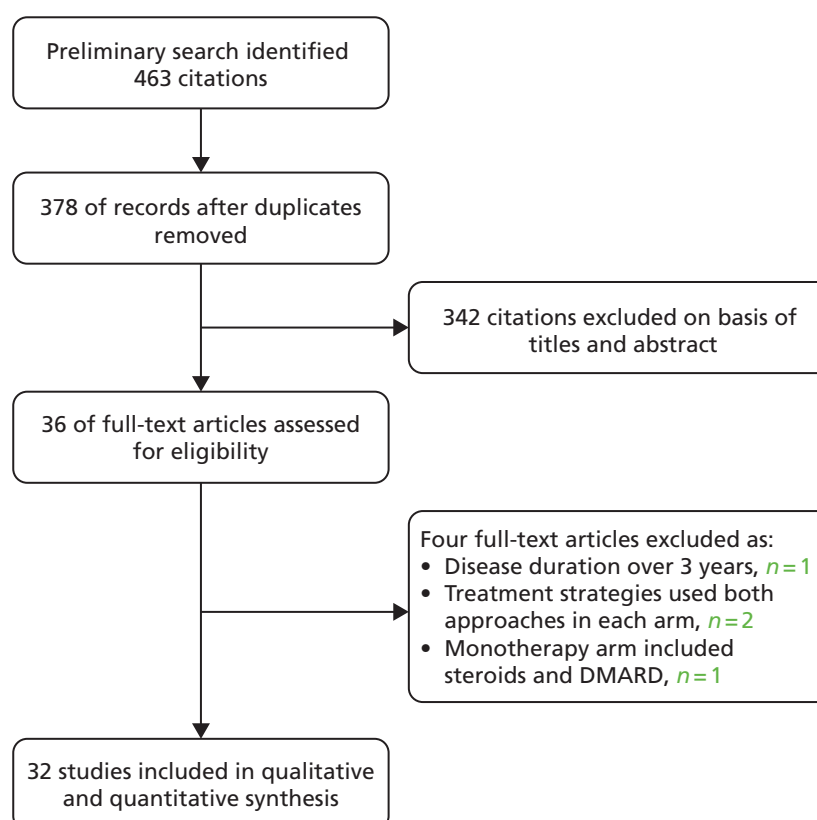 Preliminary search identified
463 citations
378 of records after duplicates
removed
342 citations excluded on basis of
titles and abstract
36 of full-text articles assessed
for eligibility
Four full-text articles excluded as:
• Disease duration over 3 years, n=1
• Treatment strategies used both
approaches in each arm, n=2
• Monotherapy arm included
steroids and DMARD, n=1
32 studies included in qualitative
and quantitative synthesis